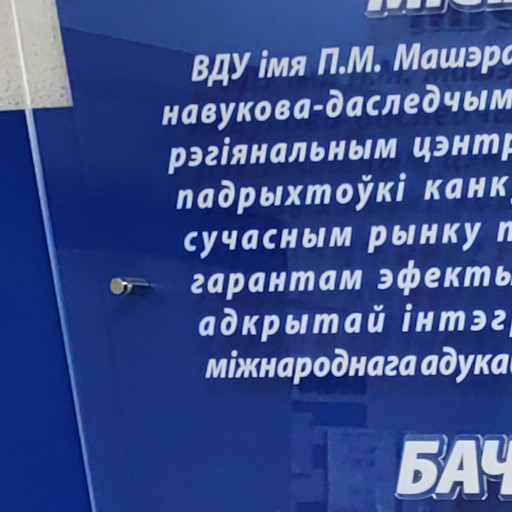 ВДУ імя П.М. Машэра
навукова-даследчым
рэгіянальным цэнтр
падрыхтоўкі канк
сучасным рынку п
гарантам эфекты
адкрытай інтэгр
міжнароднага адука
БАЧ